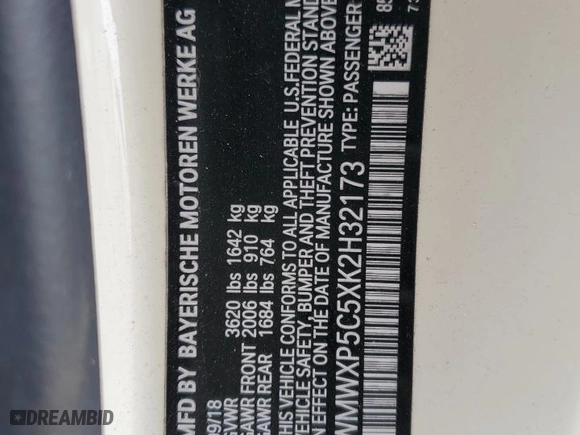 MFD BY BAYERISCHE MOTOREN WERKE AG
09/18
GVWR 3620 lbs 1642 kg
GAWR FRONT 2006 lbs 910 kg
GAWR REAR 1684 lbs 764 kg
THIS VEHICLE CONFORMS TO ALL APPLICABLE U.S.FEDERAL M
VEHICLE SAFETY, BUMPER AND THEFT PREVENTION STAND
EFFECT ON DATE OF MANUFACTURE SHOWN ABOVE
WMWXP5C5XK2H32173 TYPE: PASSENGER
DREAMBID